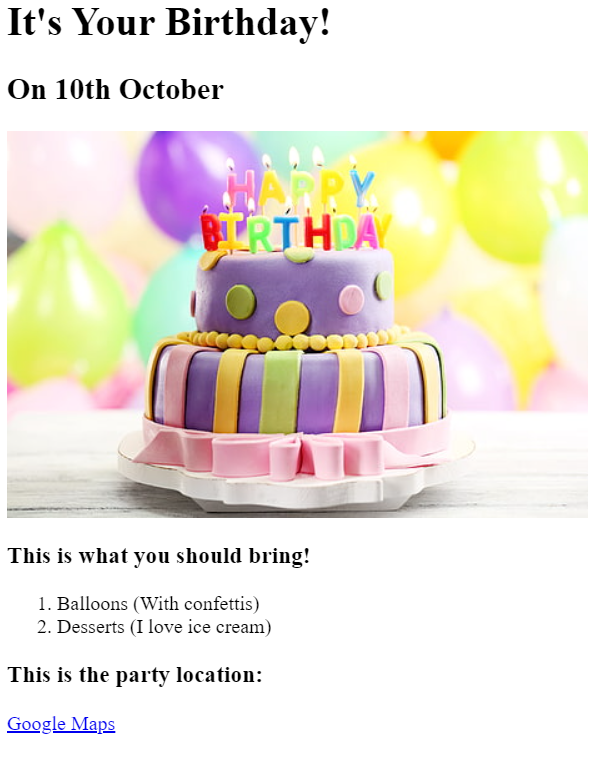 It's Your Birthday!
On 10th October
HAPPY
BIRTHDAY
This is what you should bring!
1. Balloons (With confettis)
2. Desserts (I love ice cream)
This is the party location:
Google Maps